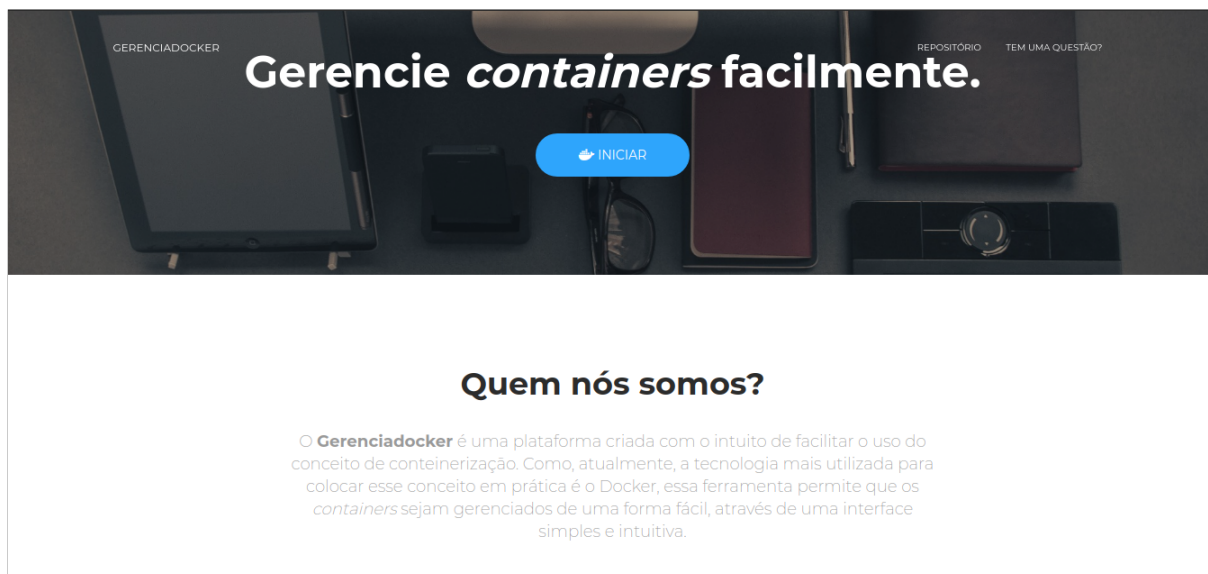 GERENCIADOCKER
REPOSITÓRIO TEM UMA QUESTÃO?
Gerencie containers facilmente.
INICIAR
Quem nós somos?
O Gerenciadocker é uma plataforma criada com o intuito de facilitar o uso do
conceito de conteinerização. Como, atualmente, a tecnologia mais utilizada para
colocar esse conceito em prática é o Docker, essa ferramenta permite que os
containers sejam gerenciados de uma forma fácil, através de uma interface
simples e intuitiva.